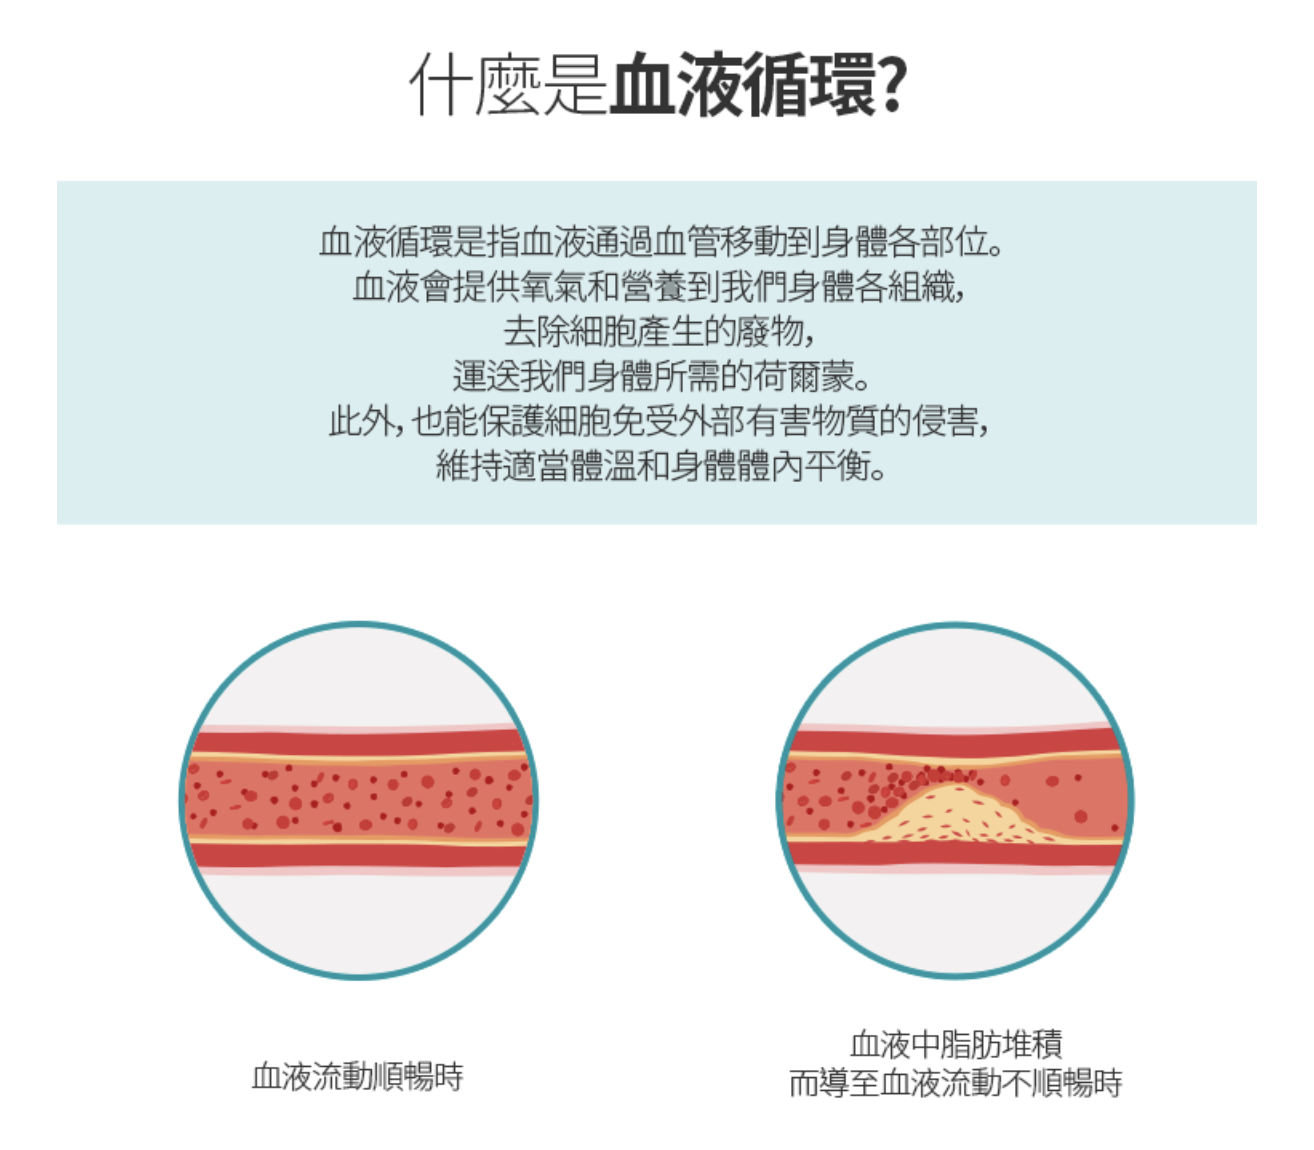 什麼是血液循環?
血液循環是指血液通過血管移動到身體各部位。
血液會提供氧氣和營養到我們身體各組織,
去除細胞產生的廢物,
運送我們身體所需的荷爾蒙。
此外, 也能保護細胞免受外部有害物質的侵害,
維持適當體溫和身體體內平衡。
血液流動順暢時
血液中脂肪堆積
而導至血液流動不順暢時